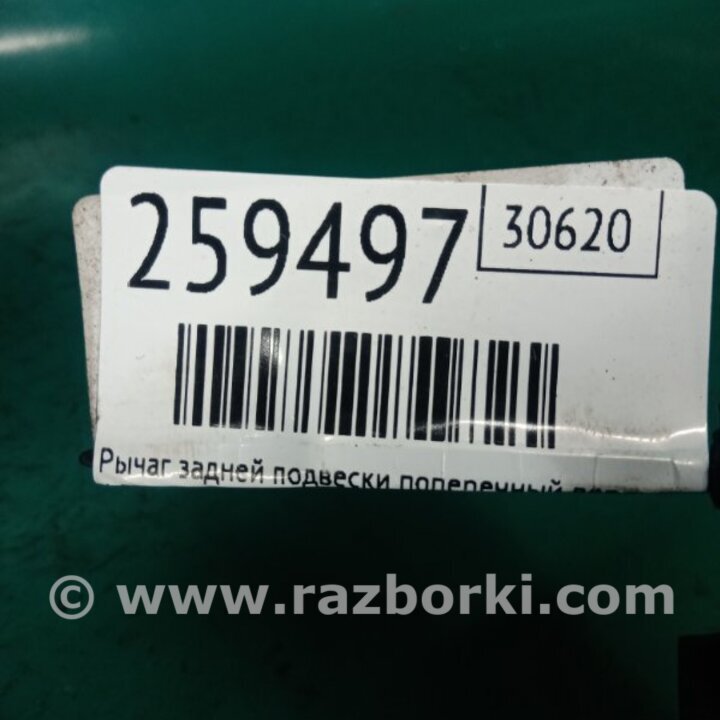 259497
30620
Рычаг задней подвески поперечный
© www.razborki.com